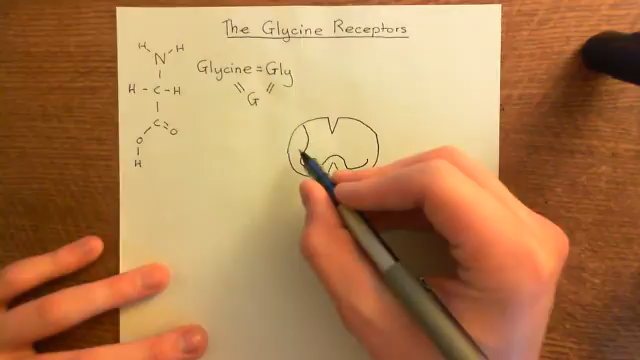 The Glycine Receptors
Glycine = Gly
G
H H
N
H - C - H
C
O O
H